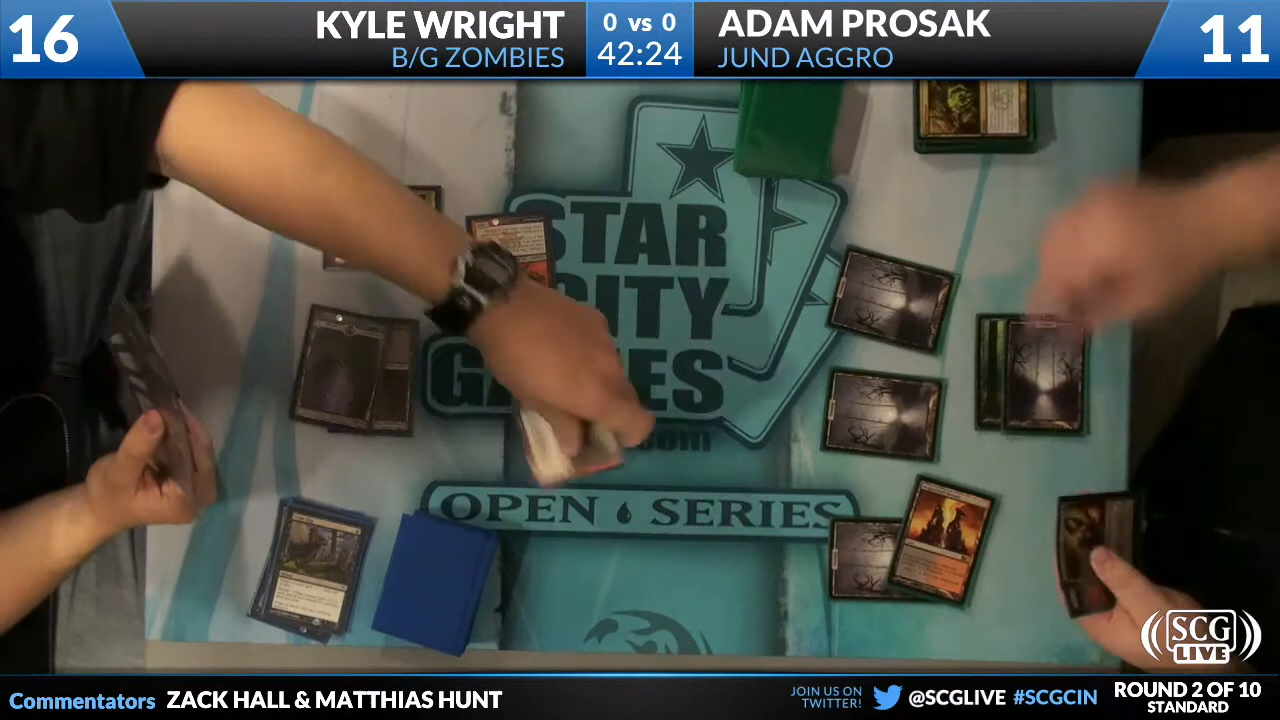 16
KYLE WRIGHT
B/G ZOMBIES
0 vs 0
42:24
ADAM PROSAK
JUND AGGRO
11
STAR
CITY
GAMES
.com
OPEN SERIES
SCG
LIVE
Commentators ZACK HALL & MATTHIAS HUNT
JOIN US ON
TWITTER!
@SCGLIVE #SCGCIN
ROUND 2 OF 10
STANDARD